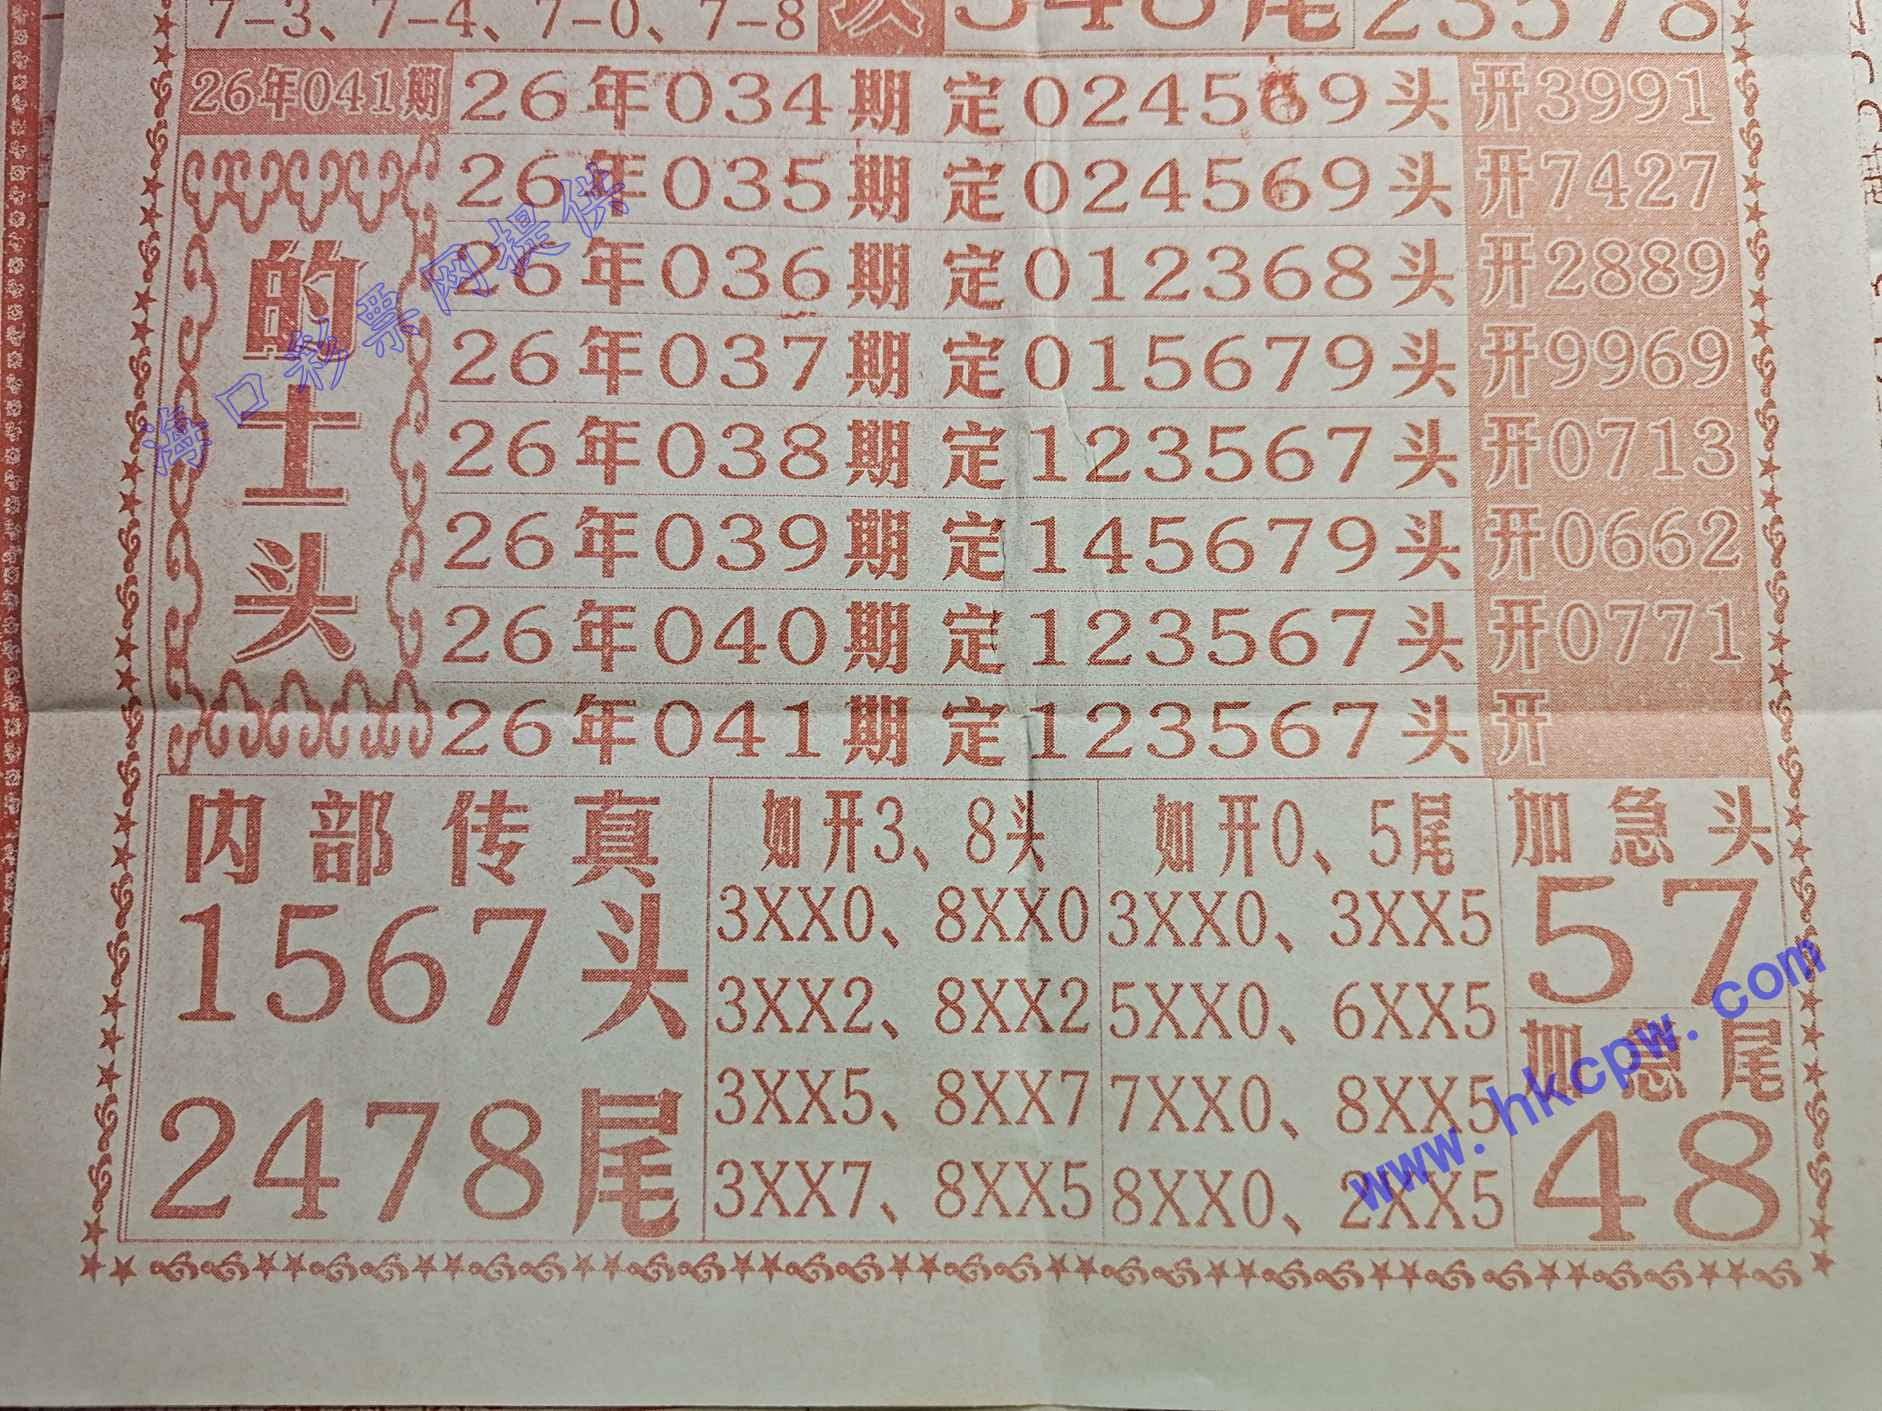 7-3、7-4、7-0、7-8
348尾
23578
26年041期
的士头
26年034期 定024569头 开3991
26年035期 定024569头 开7427
26年036期 定012368头 开2889
26年037期 定015679头 开9969
26年038期 定123567头 开0713
26年039期 定145679头 开0662
26年040期 定123567头 开0771
26年041期 定123567头 开
内部传真
1567头
2478尾
如开3、8头
3XX0、8XX0
3XX2、8XX2
3XX5、8XX7
3XX7、8XX5
如开0、5尾
3XX0、3XX5
5XX0、6XX5
7XX0、8XX5
8XX0、2XX5
加急头
57
加急尾
48
海口彩票网提供
www.hkcpw.com